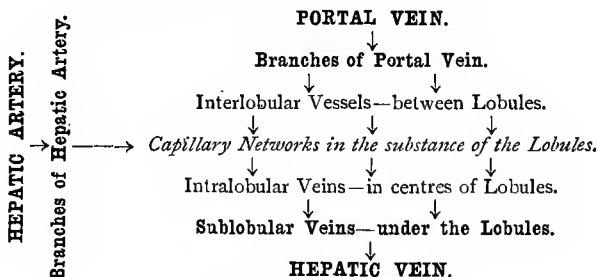 HEPATIC ARTERY.
Branches of Hepatic Artery.
PORTAL VEIN.
Branches of Portal Vein.
Interlobular Vessels—between Lobules.
Capillary Networks in the substance of the Lobules.
Intralobular Veins—in centres of Lobules.
Sublobular Veins—under the Lobules.
HEPATIC VEIN.